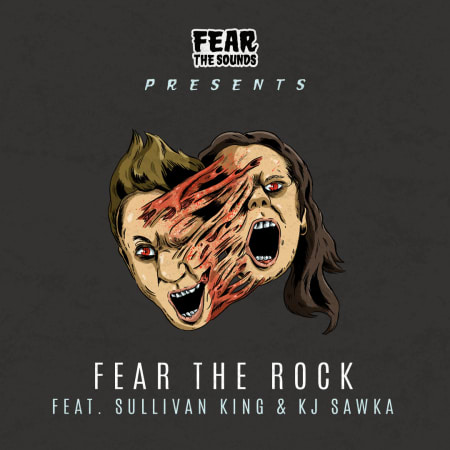 FEAR
THE SOUNDS
PRESENTS
FEAR THE ROCK
FEAT. SULLIVAN KING & KJ SAWKA